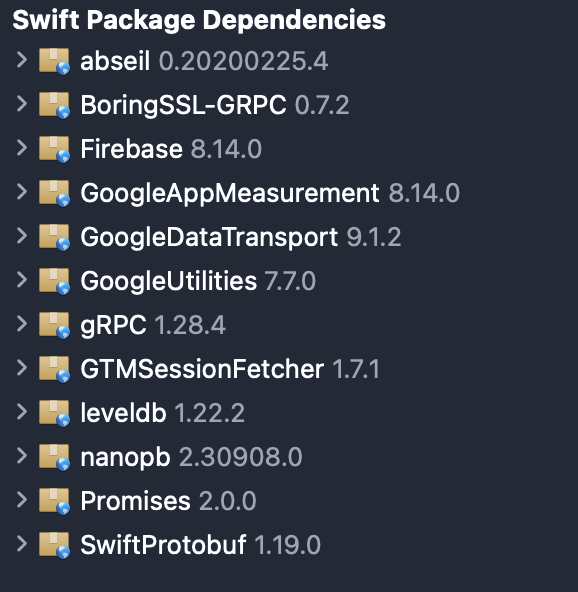 Swift Package Dependencies
abseil 0.20200225.4
BoringSSL-GRPC 0.7.2
Firebase 8.14.0
GoogleAppMeasurement 8.14.0
GoogleDataTransport 9.1.2
GoogleUtilities 7.7.0
gRPC 1.28.4
GTMSessionFetcher 1.7.1
leveldb 1.22.2
nanopb 2.30908.0
Promises 2.0.0
SwiftProtobuf 1.19.0